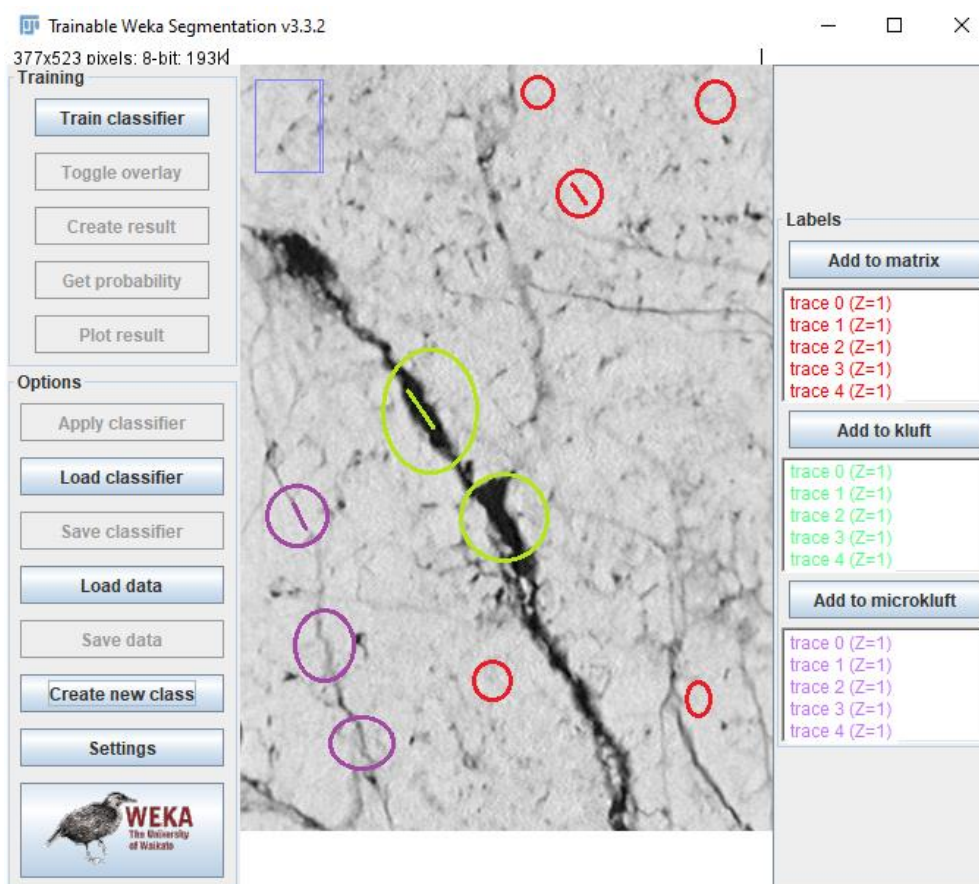 Trainable Weka Segmentation v3.3.2
377x523 pixels; 8-bit; 193K
Training
Train classifier
Toggle overlay
Create result
Get probability
Plot result
Options
Apply classifier
Load classifier
Save classifier
Load data
Save data
Create new class
Settings
WEKA
The University
of Waikato
Labels
Add to matrix
trace 0 (Z=1)
trace 1 (Z=1)
trace 2 (Z=1)
trace 3 (Z=1)
trace 4 (Z=1)
Add to kluft
trace 0 (Z=1)
trace 1 (Z=1)
trace 2 (Z=1)
trace 3 (Z=1)
trace 4 (Z=1)
Add to microkluft
trace 0 (Z=1)
trace 1 (Z=1)
trace 2 (Z=1)
trace 3 (Z=1)
trace 4 (Z=1)